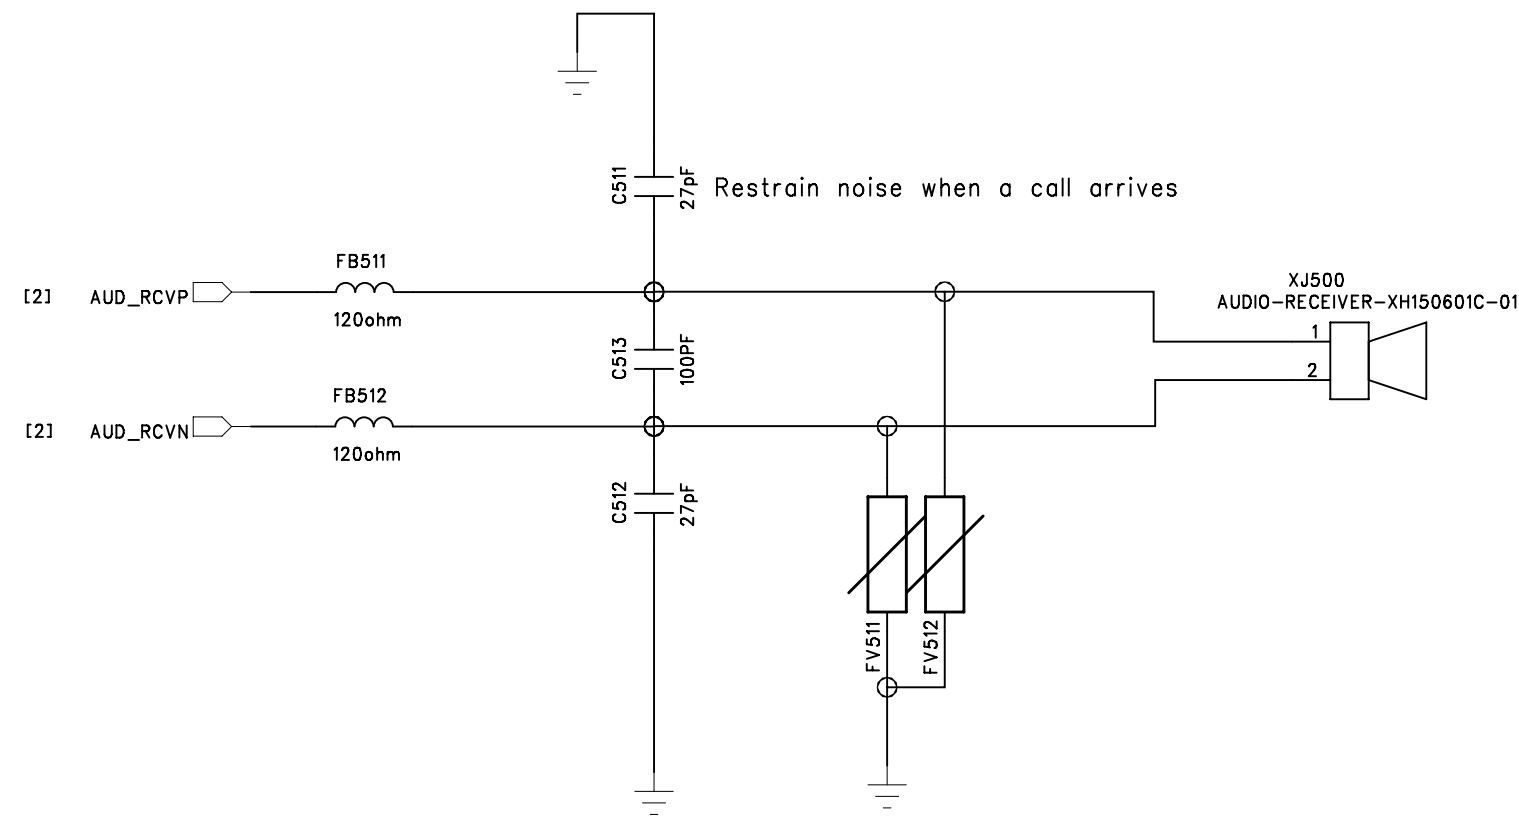 C511
27pF
Restrain noise when a call arrives
FB511
[2]
AUD_RCVP
120ohm
XJ500
AUDIO-RECEIVER-XH150601C-01
1
2
C513
100PF
FB512
[2]
AUD_RCVN
120ohm
C512
27pF
FV511
FV512